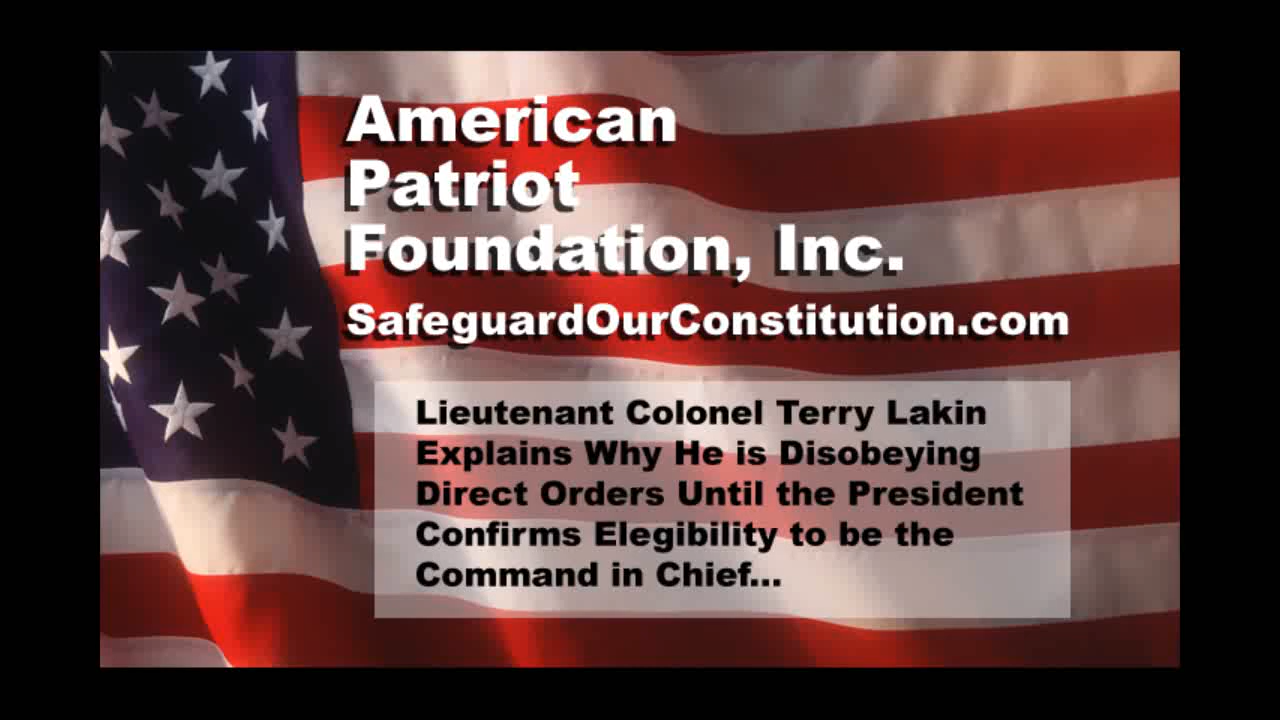 American
Patriot
Foundation, Inc.
SafeguardOurConstitution.com
Lieutenant Colonel Terry Lakin
Explains Why He is Disobeying
Direct Orders Until the President
Confirms Elegibility to be the
Command in Chief...